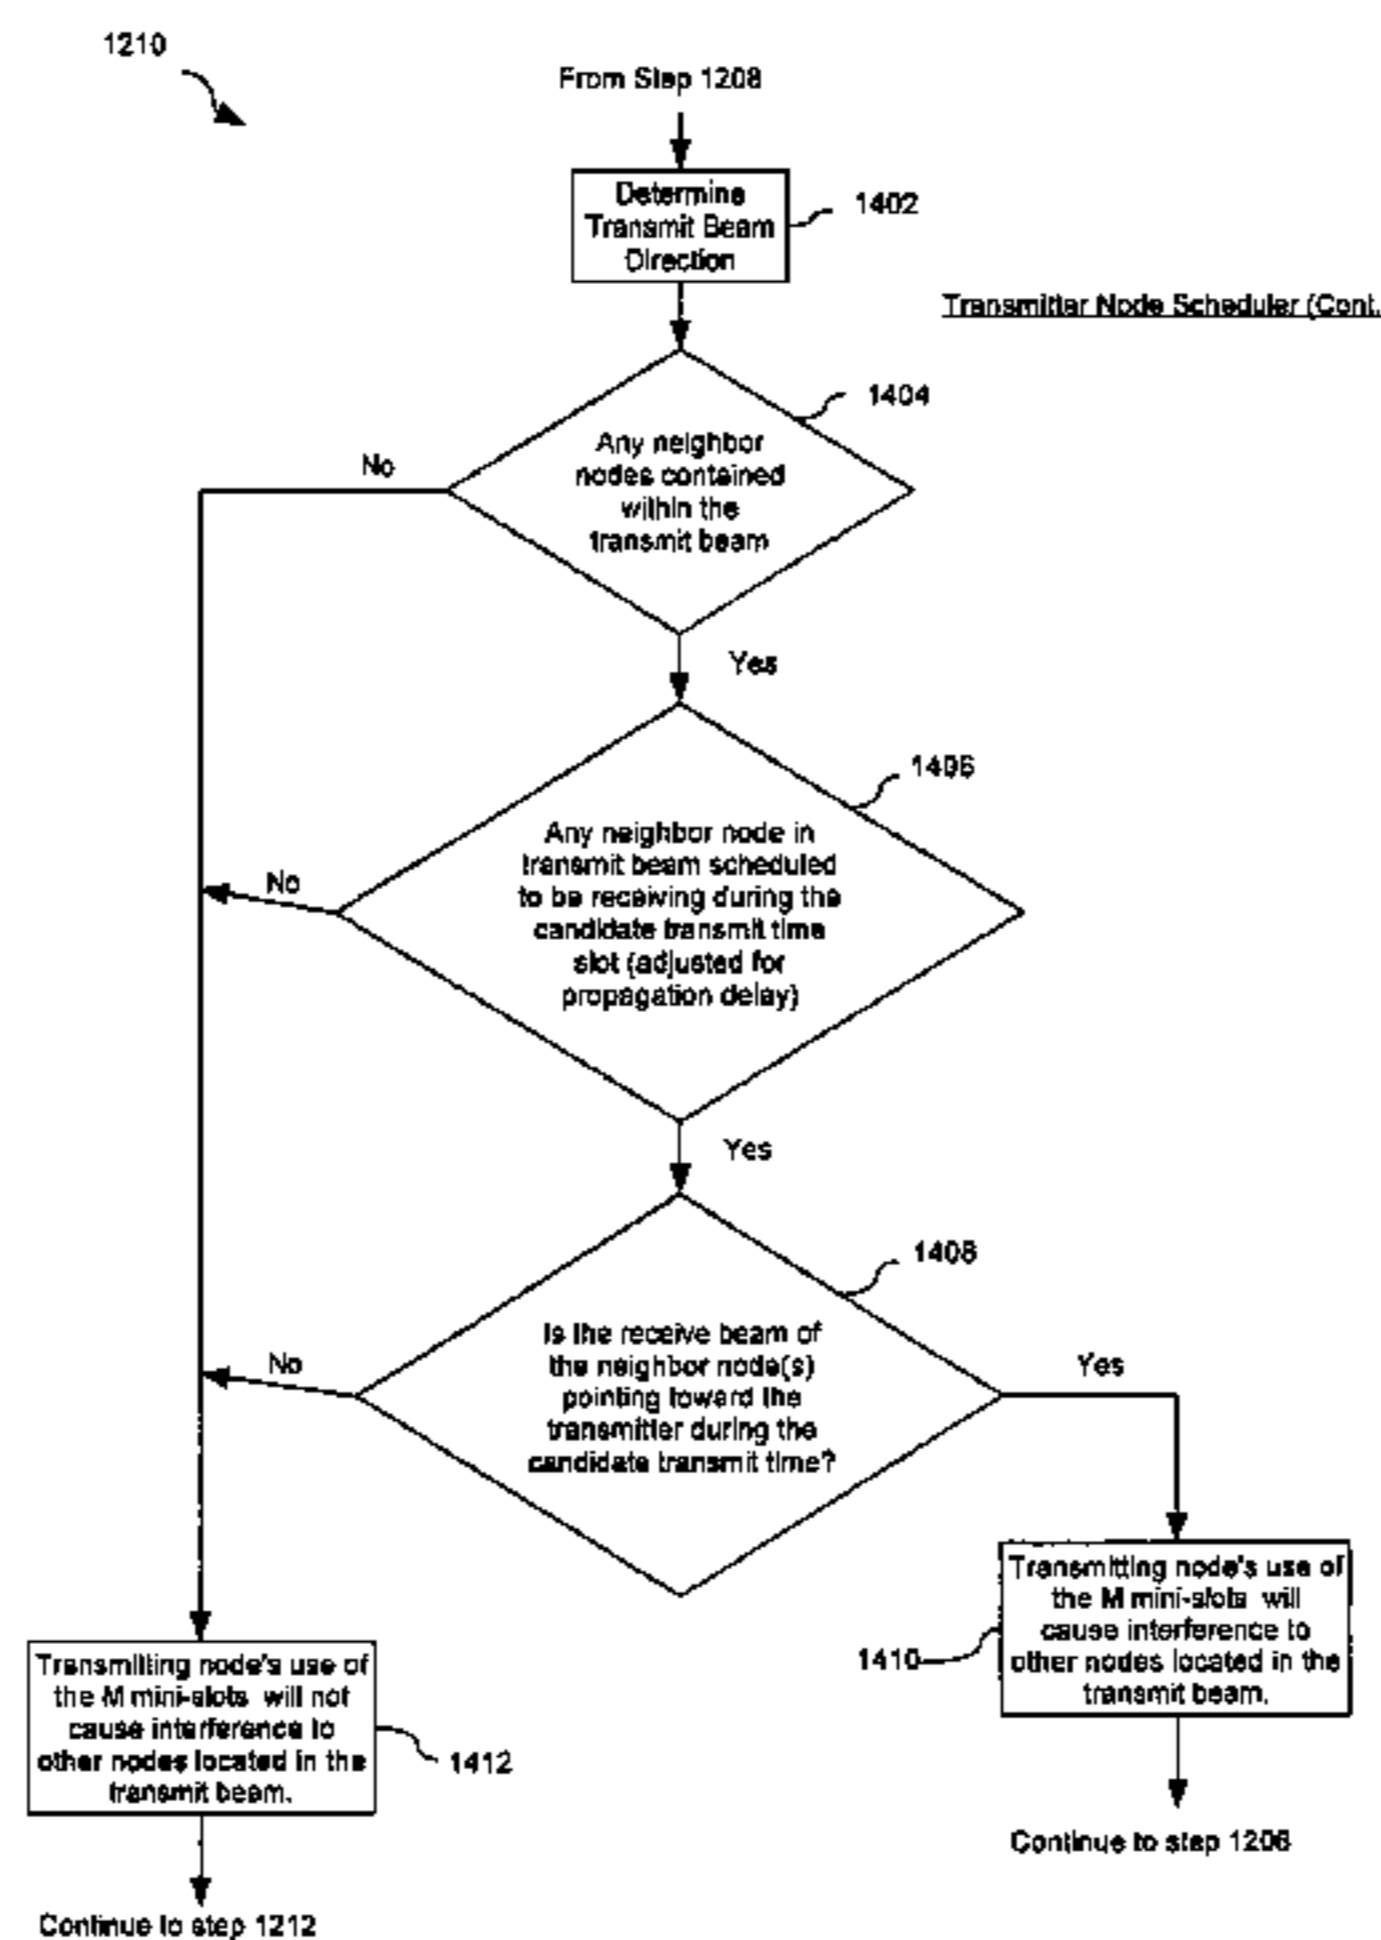 1210
From Step 1208
Determine
Transmit Beam
Direction
1402
Transmitter Node Scheduler (Cont.
1404
Any neighbor
nodes contained
within the
transmit beam
No
Yes
1406
Any neighbor node in
transmit beam scheduled
to be receiving during the
candidate transmit time
slot (adjusted for
propagation delay)
No
Yes
1408
Is the receive beam of
the neighbor node(s)
pointing toward the
transmitter during the
candidate transmit time?
No
Yes
Transmitting node's use of
the M mini-slots will
cause interference to
other nodes located in the
transmit beam.
1410
Transmitting node's use of
the M mini-slots will not
cause interference to
other nodes located in the
transmit beam.
1412
Continue to step 1206
Continue to step 1212